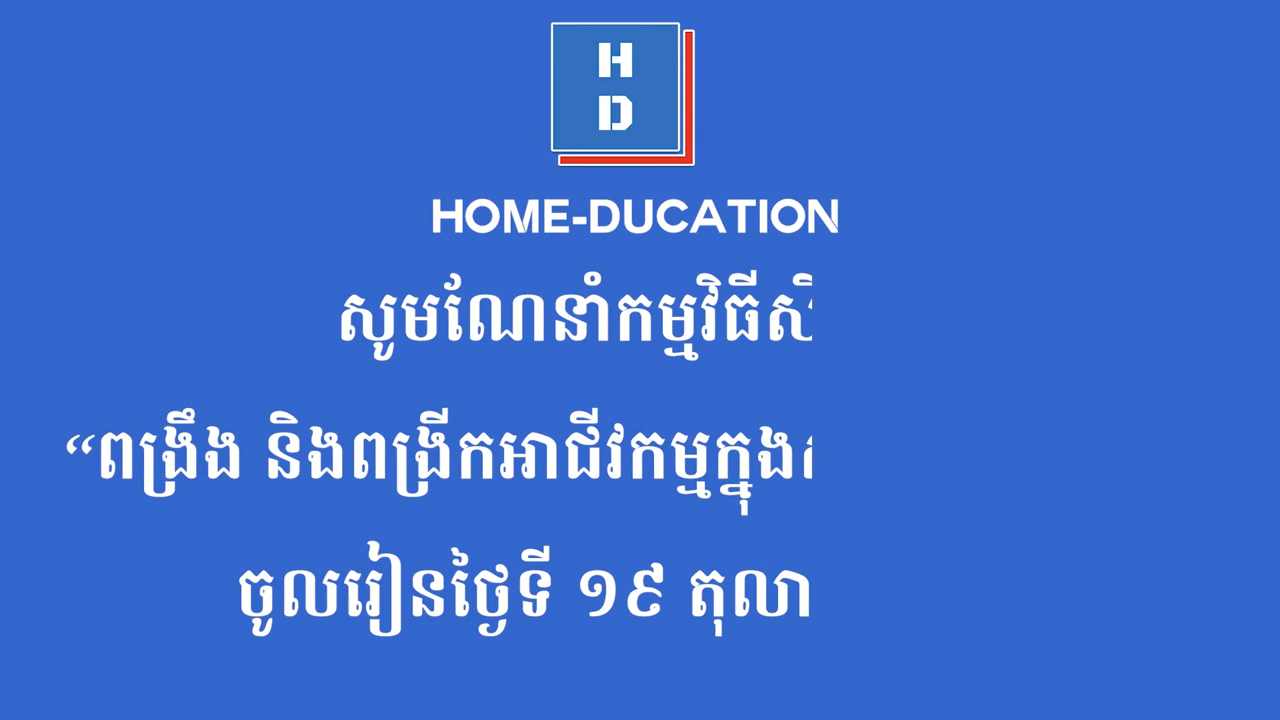 H
D
HOME-DUCATION
សូមណែនាំកម្មវិធីសិ
“ពង្រឹង និងពង្រីកអាជីវកម្មក្នុង
ចូលរៀនថ្ងៃទី ១៩ តុលា